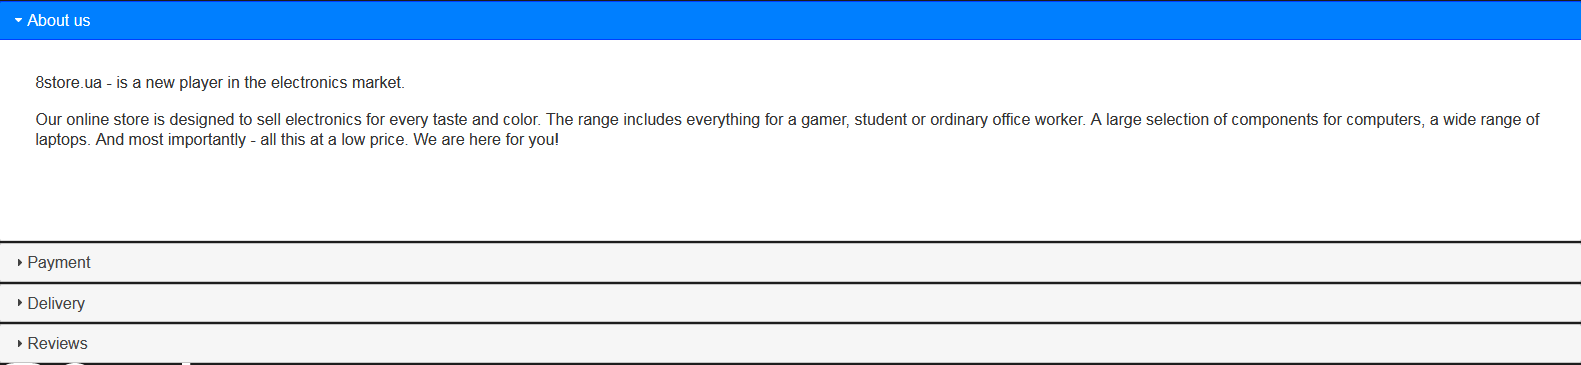 About us
8store.ua - is a new player in the electronics market.
Our online store is designed to sell electronics for every taste and color. The range includes everything for a gamer, student or ordinary office worker. A large selection of components for computers, a wide range of
laptops. And most importantly - all this at a low price. We are here for you!
Payment
Delivery
Reviews